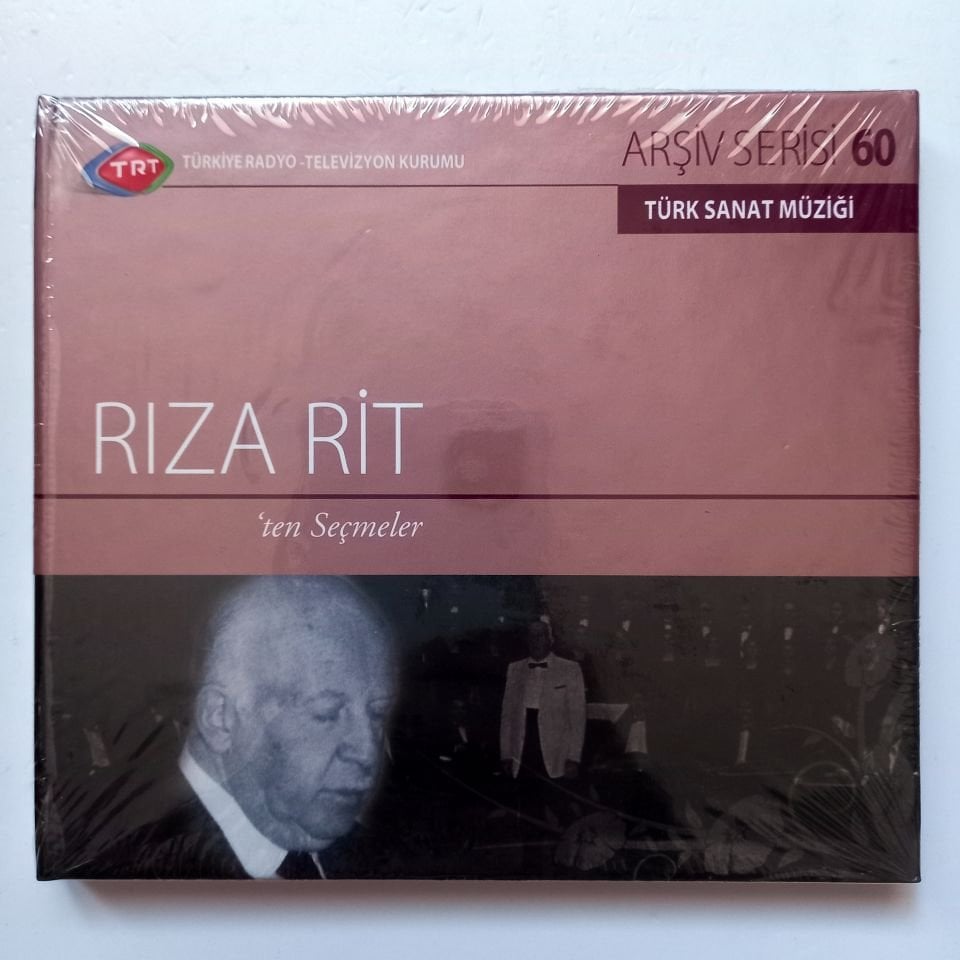 TRT
TÜRKİYE RADYO -TELEVİZYON KURUMU
ARŞİV SERİSİ 60
TÜRK SANAT MÜZİĞİ
RIZA RİT
‘ten Seçmeler